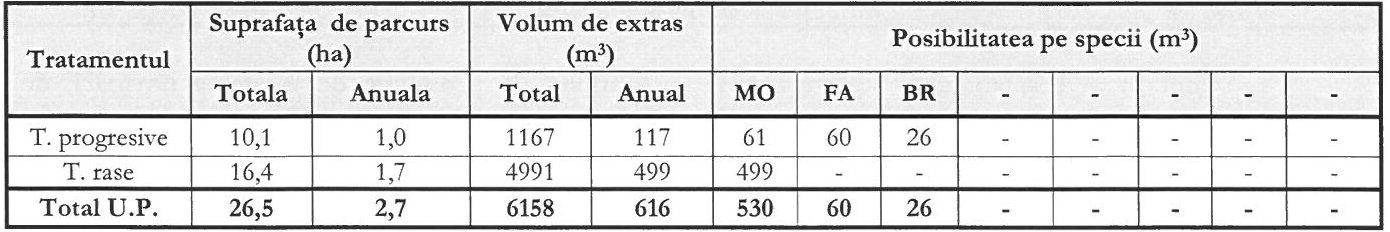 Tratamentul Suprafața de parcurs (ha) Volum de extras (m³) Posibilitatea pe specii (m³)
Totala Anuala Total Anual MO FA BR - - - - - -
T. progresive 10,1 1,0 1167 117 61 60 26 - - - - - -
T. rase 16,4 1,7 4991 499 499 - - - - - - - -
Total U.P. 26,5 2,7 6158 616 530 60 26 - - - - - -